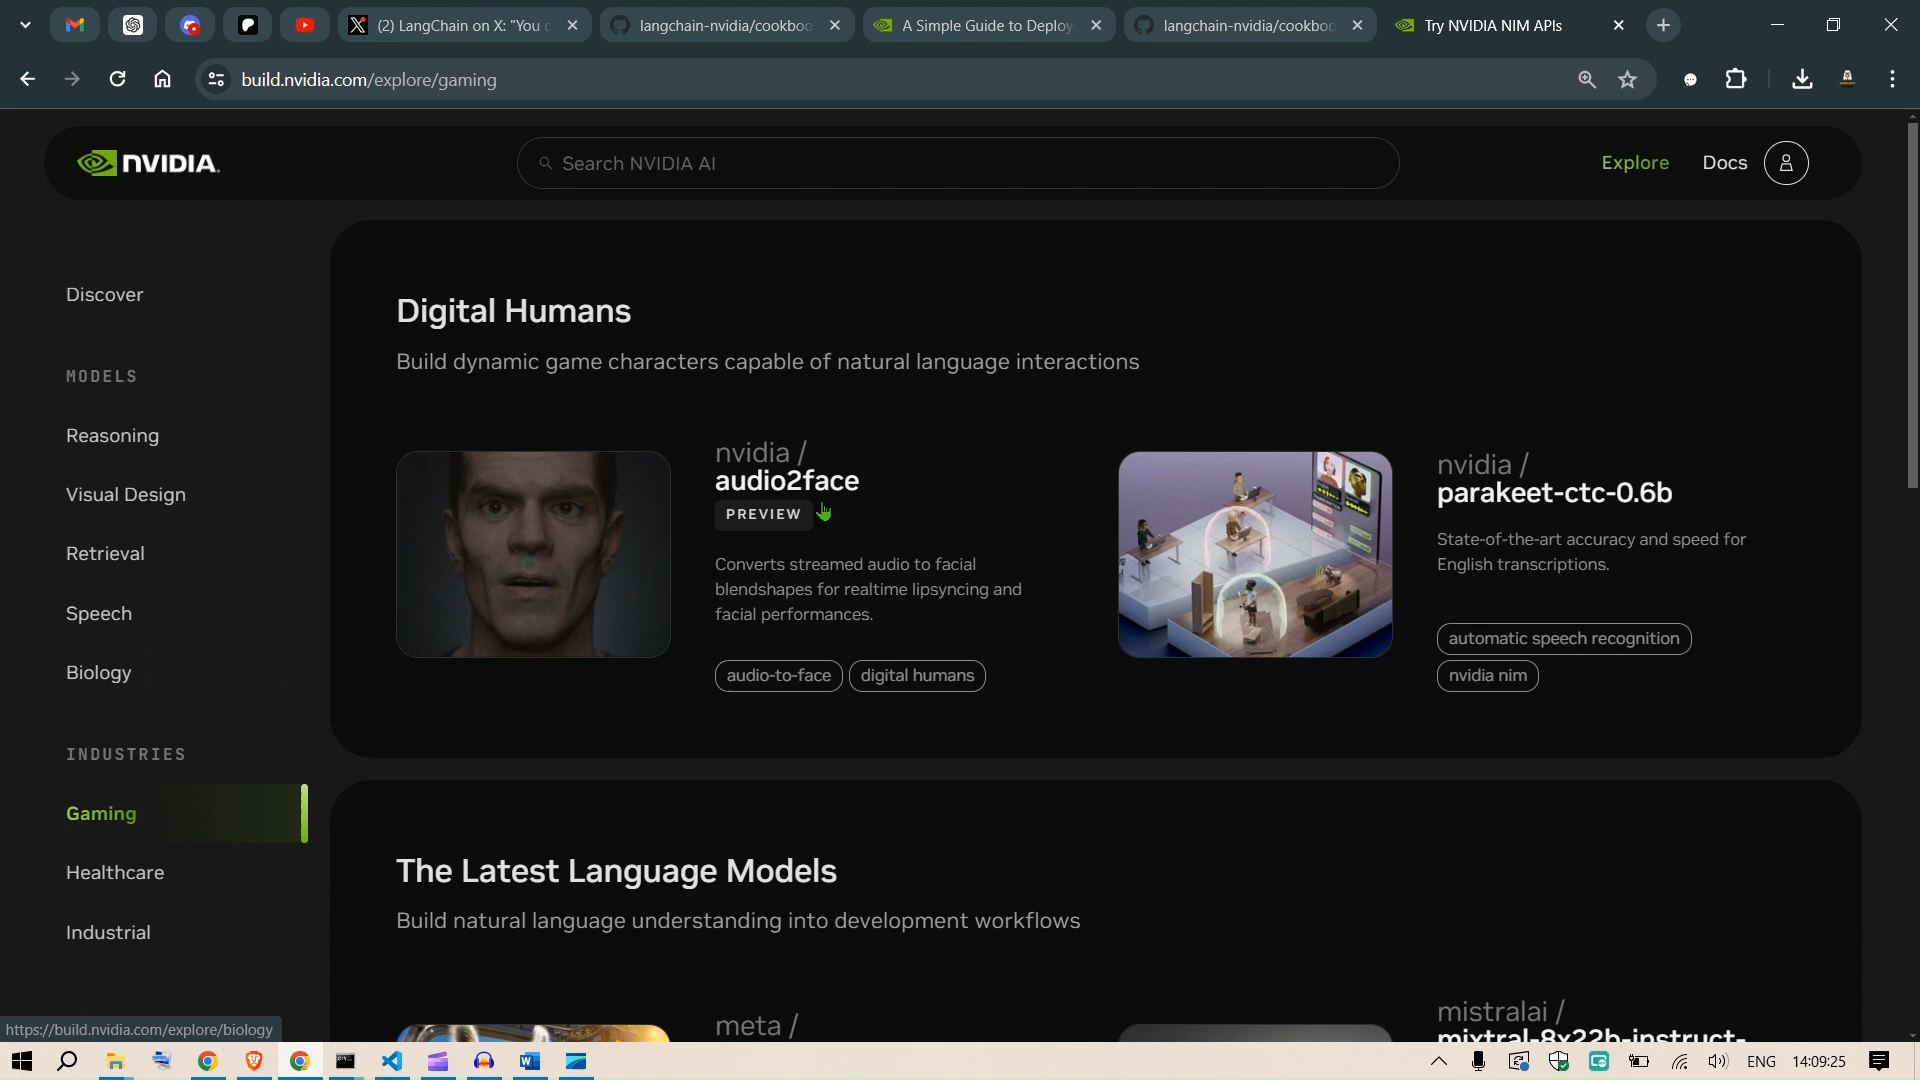 (2) LangChain on X: "You c
langchain-nvidia/cookboo
A Simple Guide to Deploy
langchain-nvidia/cookboo
Try NVIDIA NIM APIs
build.nvidia.com/explore/gaming
NVIDIA.
Search NVIDIA AI
Explore
Docs
Discover
MODELS
Reasoning
Visual Design
Retrieval
Speech
Biology
INDUSTRIES
Gaming
Healthcare
Industrial
Digital Humans
Build dynamic game characters capable of natural language interactions
nvidia /
audio2face
PREVIEW
Converts streamed audio to facial
blendshapes for realtime lipsyncing and
facial performances.
audio-to-face
digital humans
nvidia /
parakeet-ctc-0.6b
State-of-the-art accuracy and speed for
English transcriptions.
automatic speech recognition
nvidia nim
The Latest Language Models
Build natural language understanding into development workflows
meta /
mistralai /
mixtral-8x22b-instruct-
https://build.nvidia.com/explore/biology
ENG
14:09:25